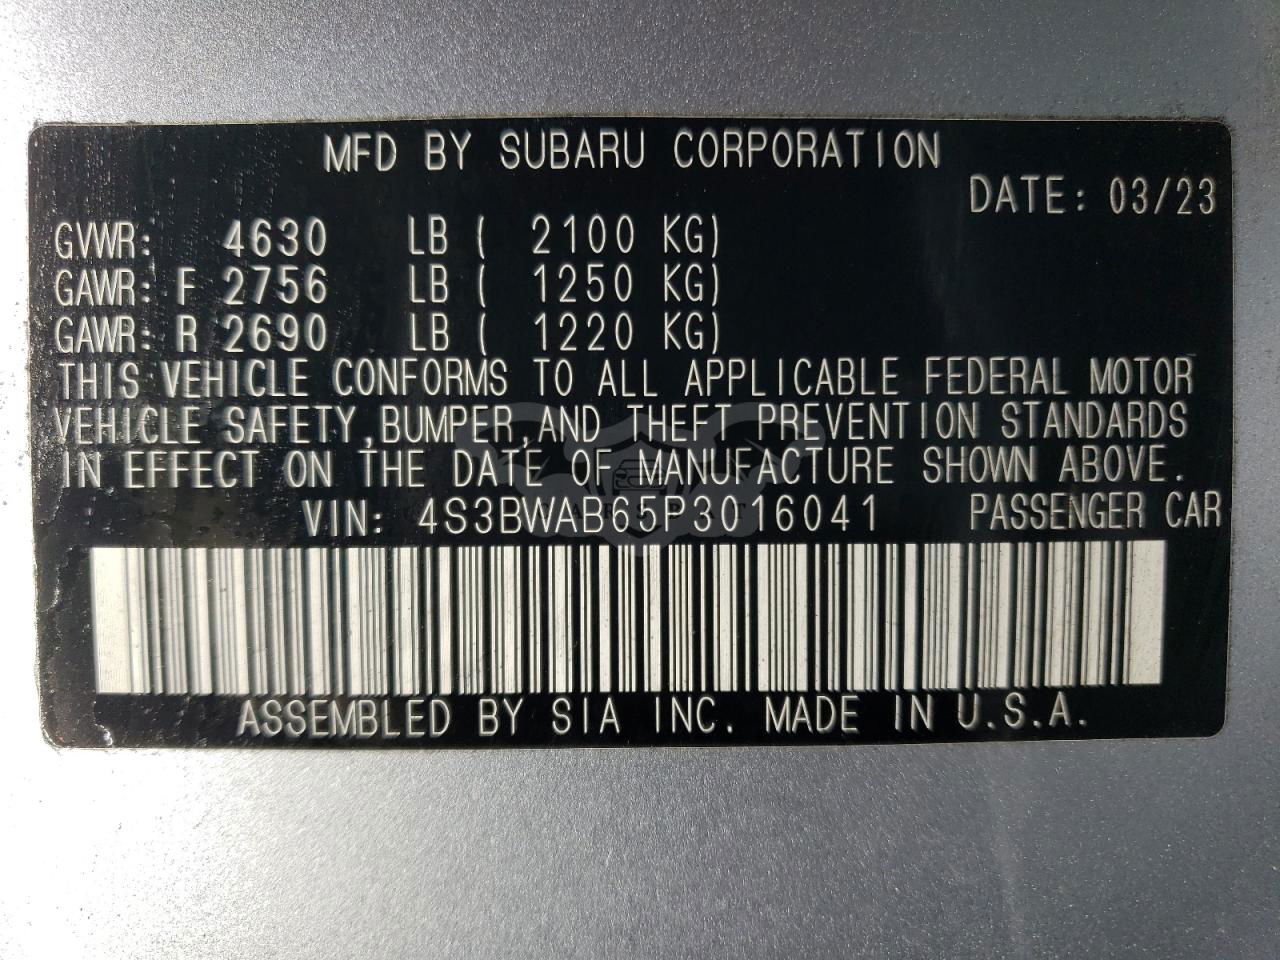 MFD BY SUBARU CORPORATION
DATE: 03/23
GVWR: 4630 LB ( 2100 KG)
GAWR: F 2756 LB ( 1250 KG)
GAWR: R 2690 LB ( 1220 KG)
THIS VEHICLE CONFORMS TO ALL APPLICABLE FEDERAL MOTOR
VEHICLE SAFETY,BUMPER,AND THEFT PREVENTION STANDARDS
IN EFFECT ON THE DATE OF MANUFACTURE SHOWN ABOVE.
VIN: 4S3BWAB65P3016041 PASSENGER CAR
ASSEMBLED BY SIA INC. MADE IN U.S.A.